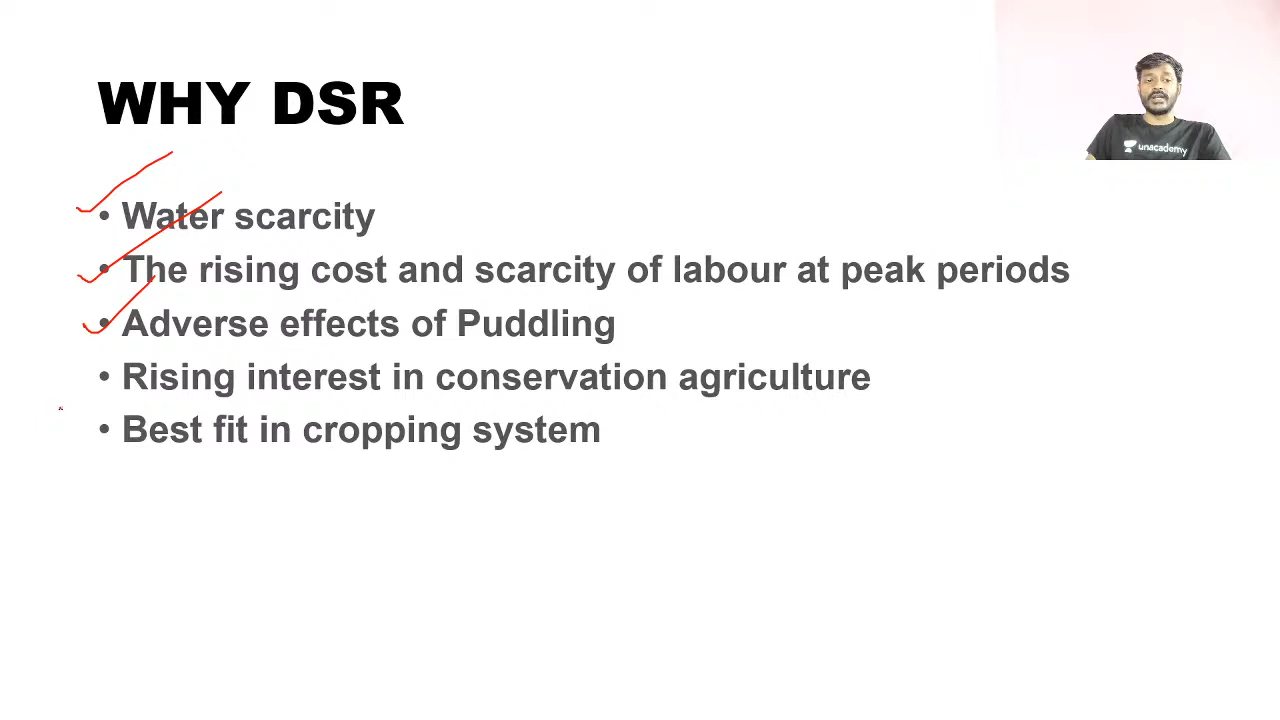 WHY DSR
unacademy
• Water scarcity
• The rising cost and scarcity of labour at peak periods
• Adverse effects of Puddling
• Rising interest in conservation agriculture
• Best fit in cropping system